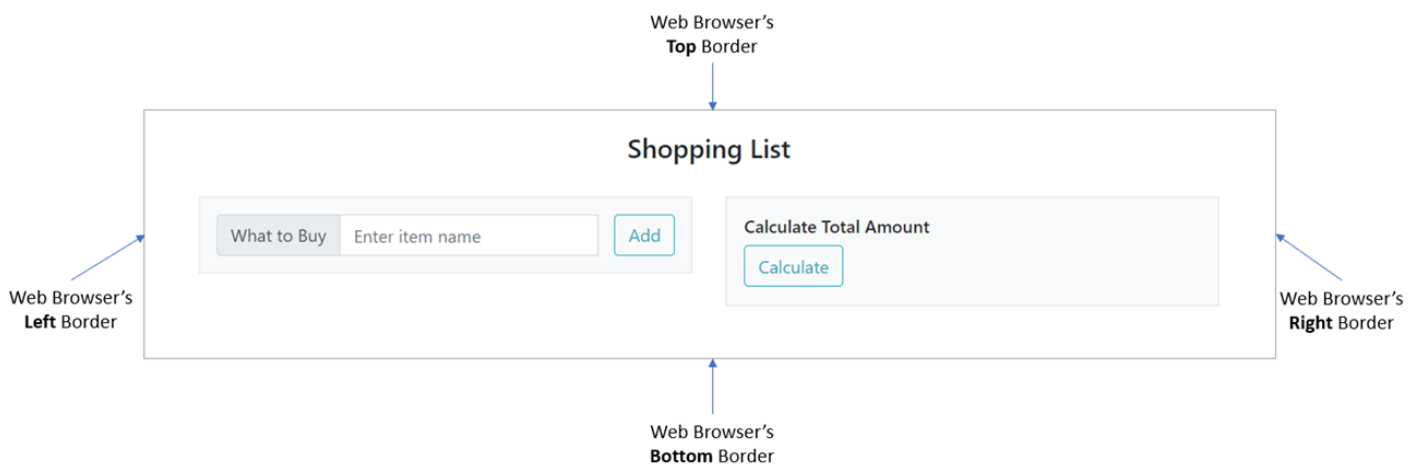 Web Browser’s
Top Border
Shopping List
What to Buy
Enter item name
Add
Calculate Total Amount
Calculate
Web Browser’s
Left Border
Web Browser’s
Right Border
Web Browser’s
Bottom Border